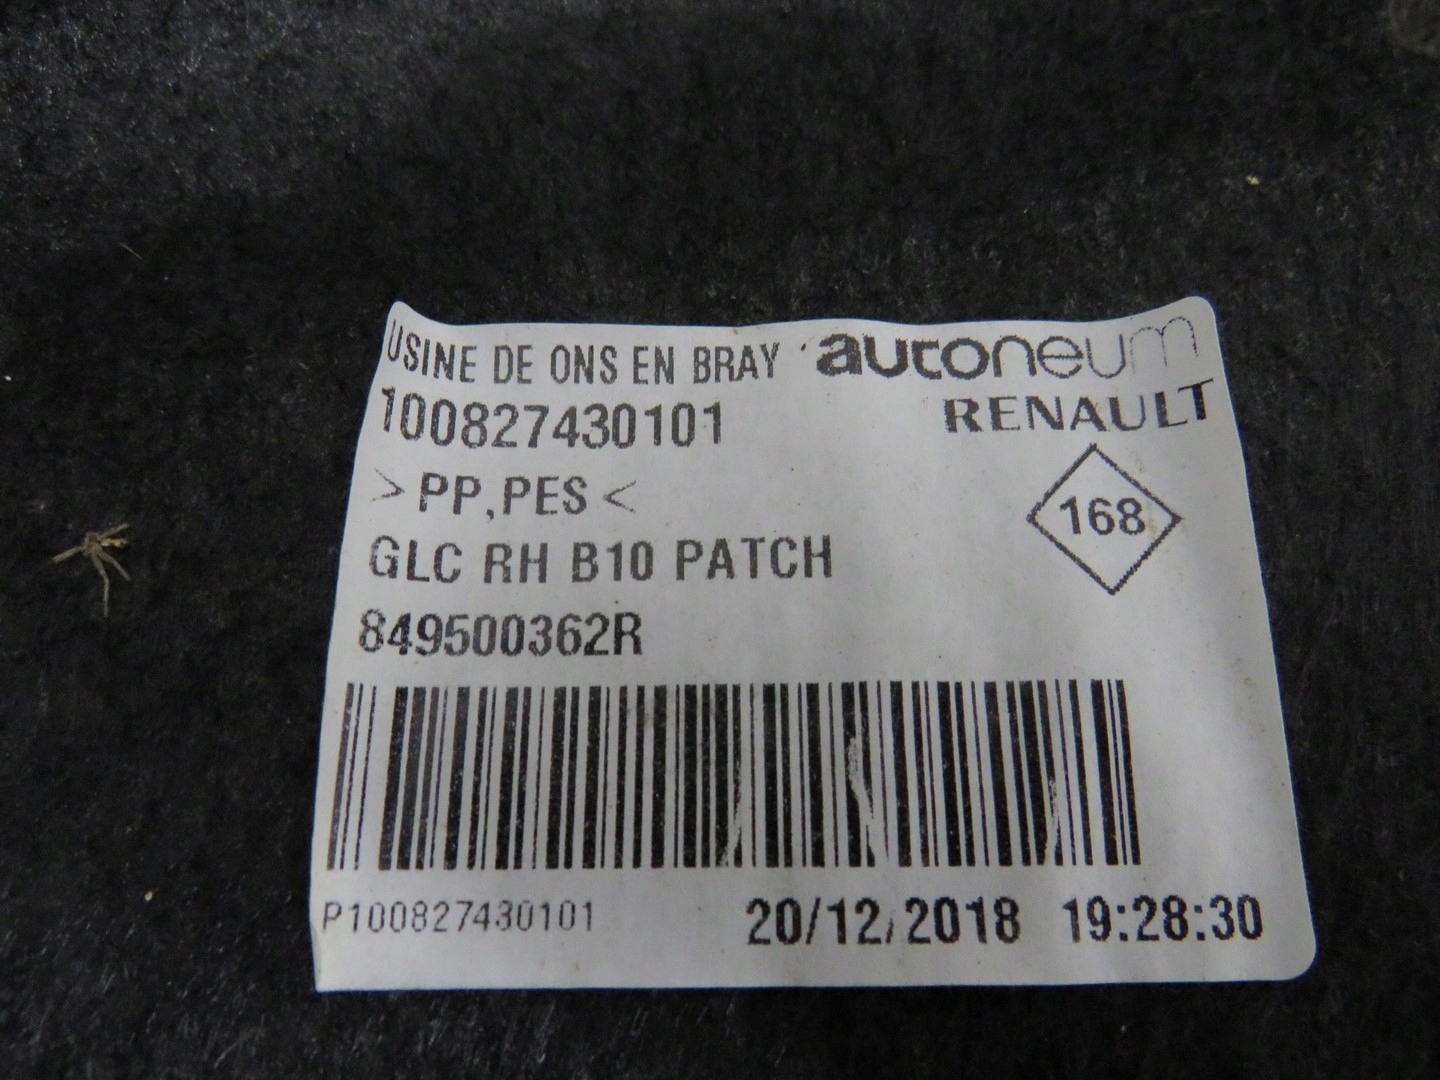 USINE DE ONS EN BRAY autoneum
100827430101 RENAULT
>PP,PES< 168
GLC RH B10 PATCH
849500362R
P100827430101 20/12/2018 19:28:30